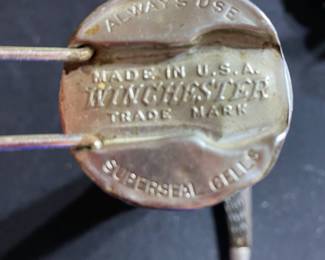 ALWAYS USE
MADE IN U.S.A.
WINCHESTER
TRADE MARK
SUPERSEAL CELLS